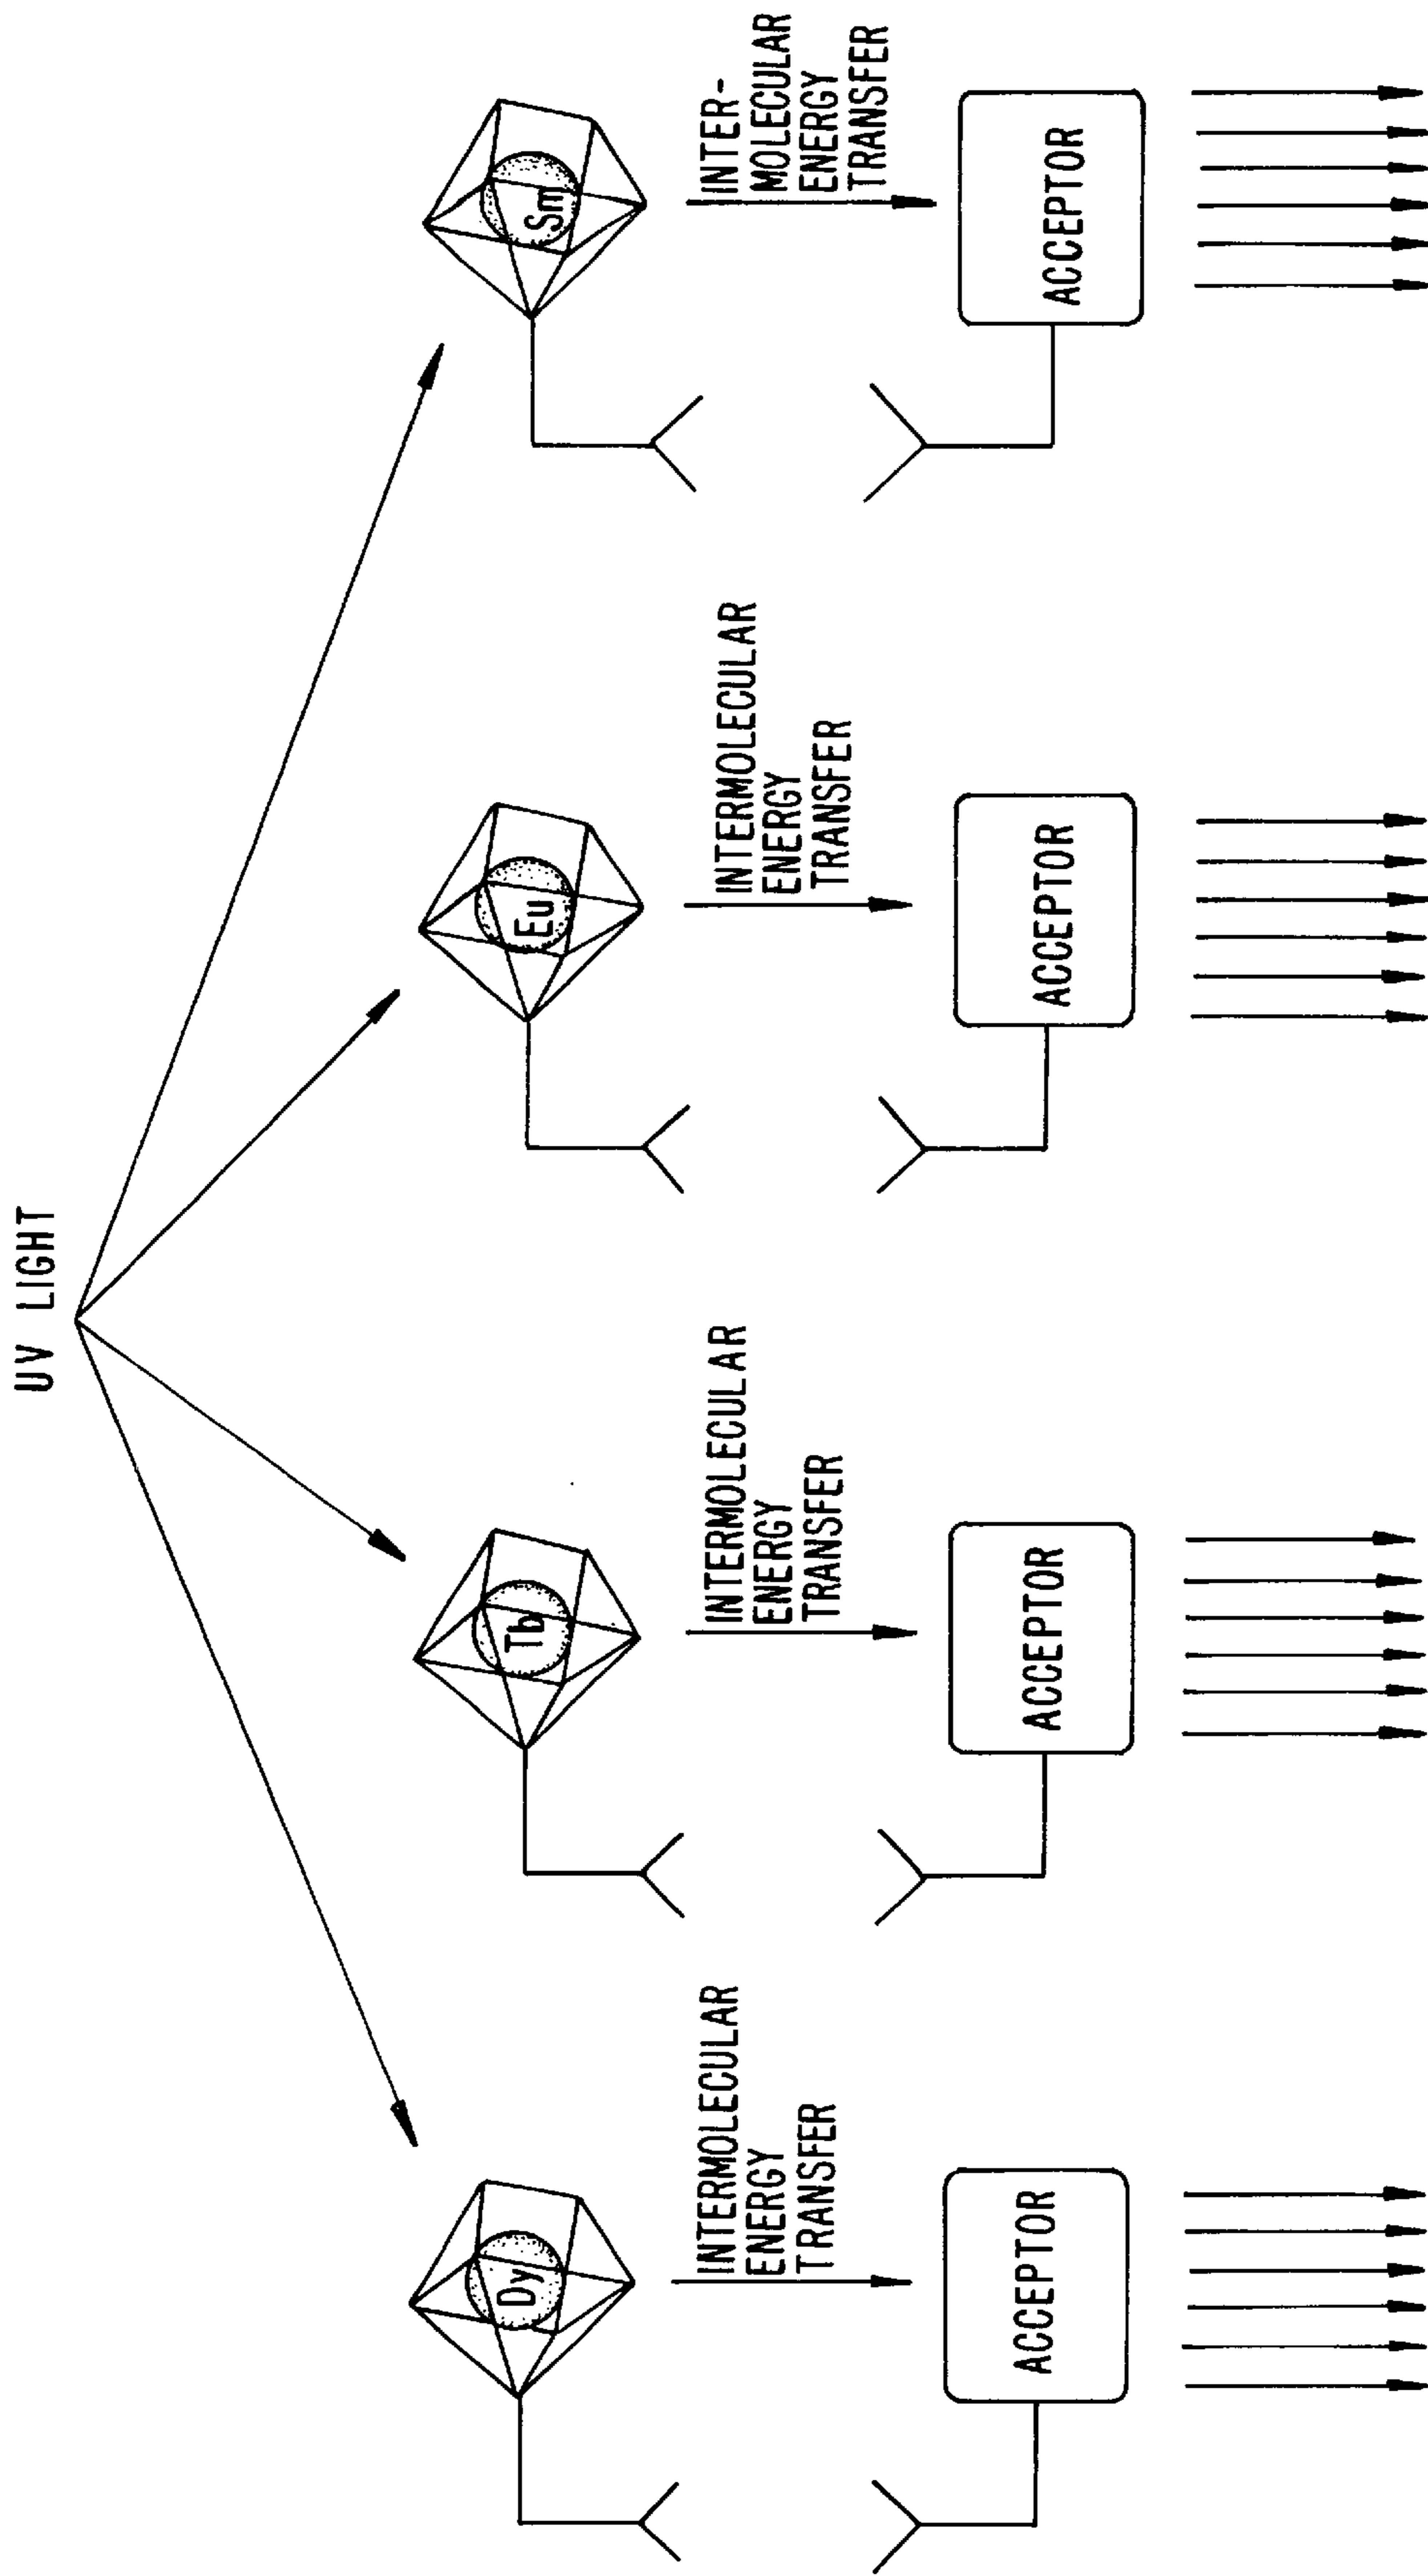 UV LIGHT
Dy
Tb
Eu
Sm
INTERMOLECULAR
ENERGY
TRANSFER
INTERMOLECULAR
ENERGY
TRANSFER
INTERMOLECULAR
ENERGY
TRANSFER
INTER-
MOLECULAR
ENERGY
TRANSFER
ACCEPTOR
ACCEPTOR
ACCEPTOR
ACCEPTOR